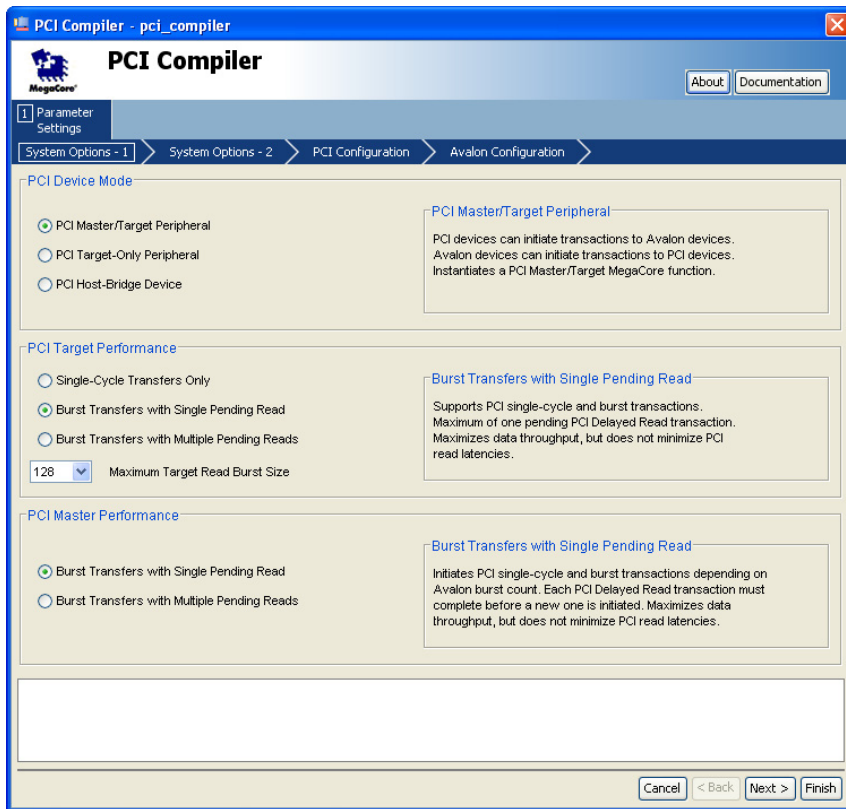 PCI Compiler - pci_compiler
MegaCore®
PCI Compiler
About
Documentation
1 Parameter
Settings
System Options - 1
System Options - 2
PCI Configuration
Avalon Configuration
PCI Device Mode
PCI Master/Target Peripheral
PCI Target-Only Peripheral
PCI Host-Bridge Device
PCI Master/Target Peripheral
PCI devices can initiate transactions to Avalon devices.
Avalon devices can initiate transactions to PCI devices.
Instantiates a PCI Master/Target MegaCore function.
PCI Target Performance
Single-Cycle Transfers Only
Burst Transfers with Single Pending Read
Burst Transfers with Multiple Pending Reads
128 Maximum Target Read Burst Size
Burst Transfers with Single Pending Read
Supports PCI single-cycle and burst transactions.
Maximum of one pending PCI Delayed Read transaction.
Maximizes data throughput, but does not minimize PCI
read latencies.
PCI Master Performance
Burst Transfers with Single Pending Read
Burst Transfers with Multiple Pending Reads
Burst Transfers with Single Pending Read
Initiates PCI single-cycle and burst transactions depending on
Avalon burst count. Each PCI Delayed Read transaction must
complete before a new one is initiated. Maximizes data
throughput, but does not minimize PCI read latencies.
Cancel
< Back
Next >
Finish